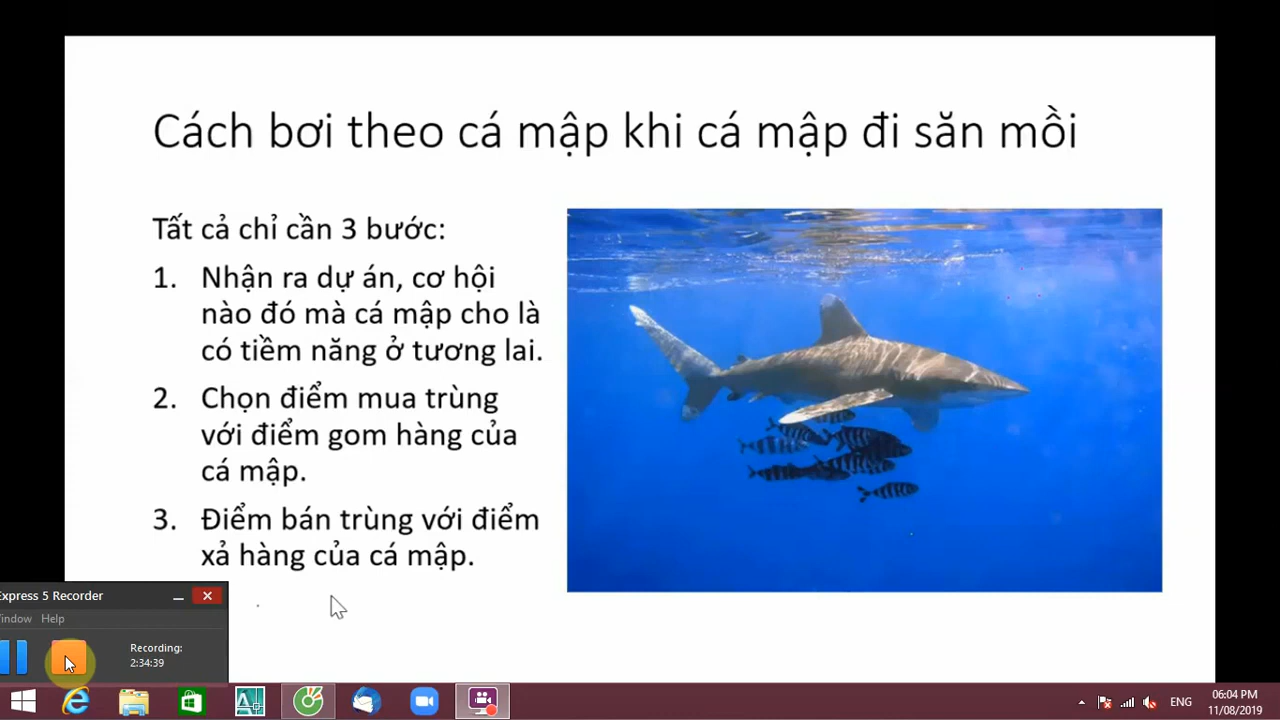 Cách bơi theo cá mập khi cá mập đi săn mồi
Tất cả chỉ cần 3 bước:
1. Nhận ra dự án, cơ hội
nào đó mà cá mập cho là
có tiềm năng ở tương lai.
2. Chọn điểm mua trùng
với điểm gom hàng của
cá mập.
3. Điểm bán trùng với điểm
xả hàng của cá mập.
Express 5 Recorder
indow Help
Recording:
2:34:39
ENG
06:04 PM
11/08/2019